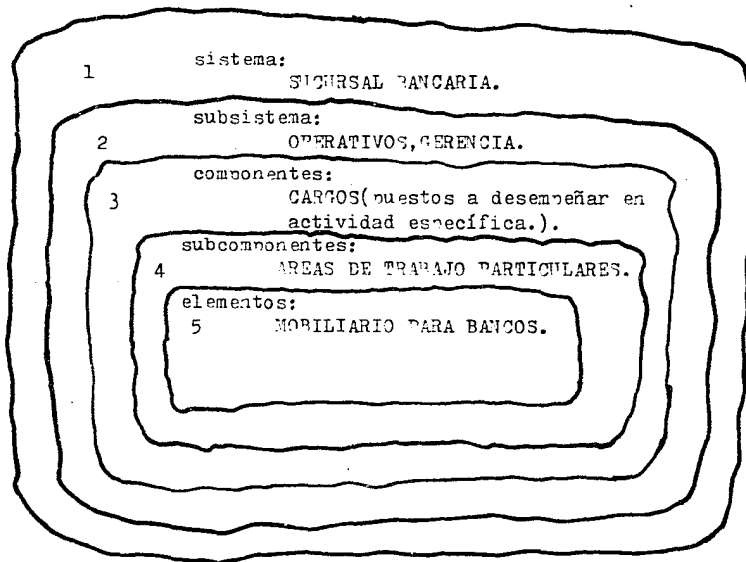 sistema:
1
SUCURSAL BANCARIA.
subsistema:
2
OPERATIVOS,GERENCIA.
componentes:
3
CARGOS(puestos a desempeñar en
actividad específica.).
subcomponentes:
4
AREAS DE TRABAJO PARTICULARES.
elementos:
5
MOBILIARIO PARA BANCOS.